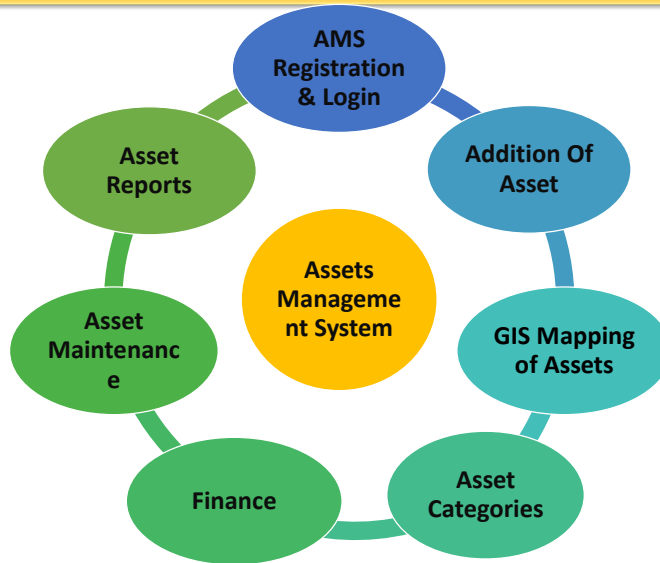 AMS
Registration
& Login
Addition Of
Asset
GIS Mapping
of Assets
Asset
Categories
Finance
Asset
Maintenanc
e
Asset
Reports
Assets
Manageme
nt System